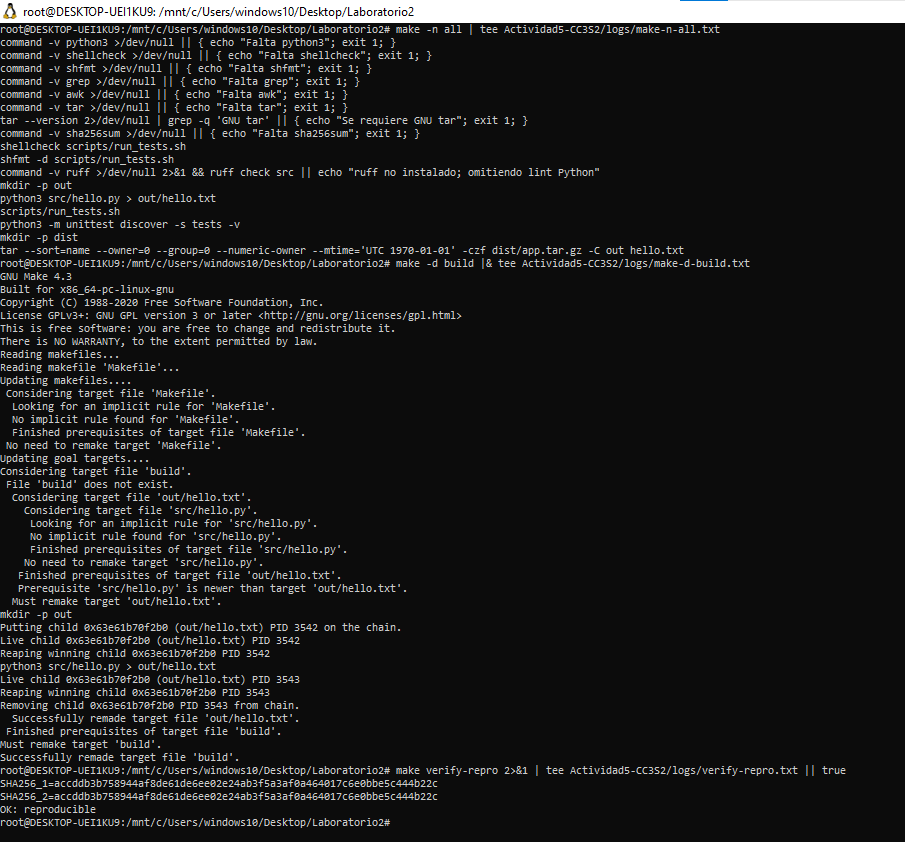 root@DESKTOP-UEI1KU9: /mnt/c/Users/windows10/Desktop/Laboratorio2
root@DESKTOP-UEI1KU9:/mnt/c/Users/windows10/Desktop/Laboratorio2# make -n all | tee Actividad5-CC3S2/logs/make-n-all.txt
command -v python3 >/dev/null || { echo "Falta python3"; exit 1; }
command -v shellcheck >/dev/null || { echo "Falta shellcheck"; exit 1; }
command -v shfmt >/dev/null || { echo "Falta shfmt"; exit 1; }
command -v grep >/dev/null || { echo "Falta grep"; exit 1; }
command -v awk >/dev/null || { echo "Falta awk"; exit 1; }
command -v tar >/dev/null || { echo "Falta tar"; exit 1; }
tar --version 2>/dev/null | grep -q 'GNU tar' || { echo "Se requiere GNU tar"; exit 1; }
command -v sha256sum >/dev/null || { echo "Falta sha256sum"; exit 1; }
shellcheck scripts/run_tests.sh
shfmt -d scripts/run_tests.sh
command -v ruff >/dev/null 2>&1 && ruff check src || echo "ruff no instalado; omitiendo lint Python"
mkdir -p out
python3 src/hello.py > out/hello.txt
scripts/run_tests.sh
python3 -m unittest discover -s tests -v
mkdir -p dist
tar --sort=name --owner=0 --group=0 --numeric-owner --mtime='UTC 1970-01-01' -czf dist/app.tar.gz -C out hello.txt
root@DESKTOP-UEI1KU9:/mnt/c/Users/windows10/Desktop/Laboratorio2# make -d build |& tee Actividad5-CC3S2/logs/make-d-build.txt
GNU Make 4.3
Built for x86_64-pc-linux-gnu
Copyright (C) 1988-2020 Free Software Foundation, Inc.
License GPLv3+: GNU GPL version 3 or later <http://gnu.org/licenses/gpl.html>
This is free software: you are free to change and redistribute it.
There is NO WARRANTY, to the extent permitted by law.
Reading makefiles...
Reading makefile 'Makefile'...
Updating makefiles....
Considering target file 'Makefile'.
Looking for an implicit rule for 'Makefile'.
No implicit rule found for 'Makefile'.
Finished prerequisites of target file 'Makefile'.
No need to remake target 'Makefile'.
Updating goal targets....
Considering target file 'build'.
File 'build' does not exist.
Considering target file 'out/hello.txt'.
Considering target file 'src/hello.py'.
Looking for an implicit rule for 'src/hello.py'.
No implicit rule found for 'src/hello.py'.
Finished prerequisites of target file 'src/hello.py'.
No need to remake target 'src/hello.py'.
Finished prerequisites of target file 'out/hello.txt'.
Prerequisite 'src/hello.py' is newer than target 'out/hello.txt'.
Must remake target 'out/hello.txt'.
mkdir -p out
Putting child 0x63e61b70f2b0 (out/hello.txt) PID 3542 on the chain.
Live child 0x63e61b70f2b0 (out/hello.txt) PID 3542
Reaping winning child 0x63e61b70f2b0 PID 3542
python3 src/hello.py > out/hello.txt
Live child 0x63e61b70f2b0 (out/hello.txt) PID 3543
Reaping winning child 0x63e61b70f2b0 PID 3543
Removing child 0x63e61b70f2b0 PID 3543 from chain.
Successfully remade target file 'out/hello.txt'.
Finished prerequisites of target file 'build'.
Must remake target 'build'.
Successfully remade target file 'build'.
root@DESKTOP-UEI1KU9:/mnt/c/Users/windows10/Desktop/Laboratorio2# make verify-repro 2>&1 | tee Actividad5-CC3S2/logs/verify-repro.txt || true
SHA256_1=accddb3b758944af8de61de6ee02e24ab3f5a3af0a464017c6e0bbe5c444b22c
SHA256_2=accddb3b758944af8de61de6ee02e24ab3f5a3af0a464017c6e0bbe5c444b22c
OK: reproducible
root@DESKTOP-UEI1KU9:/mnt/c/Users/windows10/Desktop/Laboratorio2#